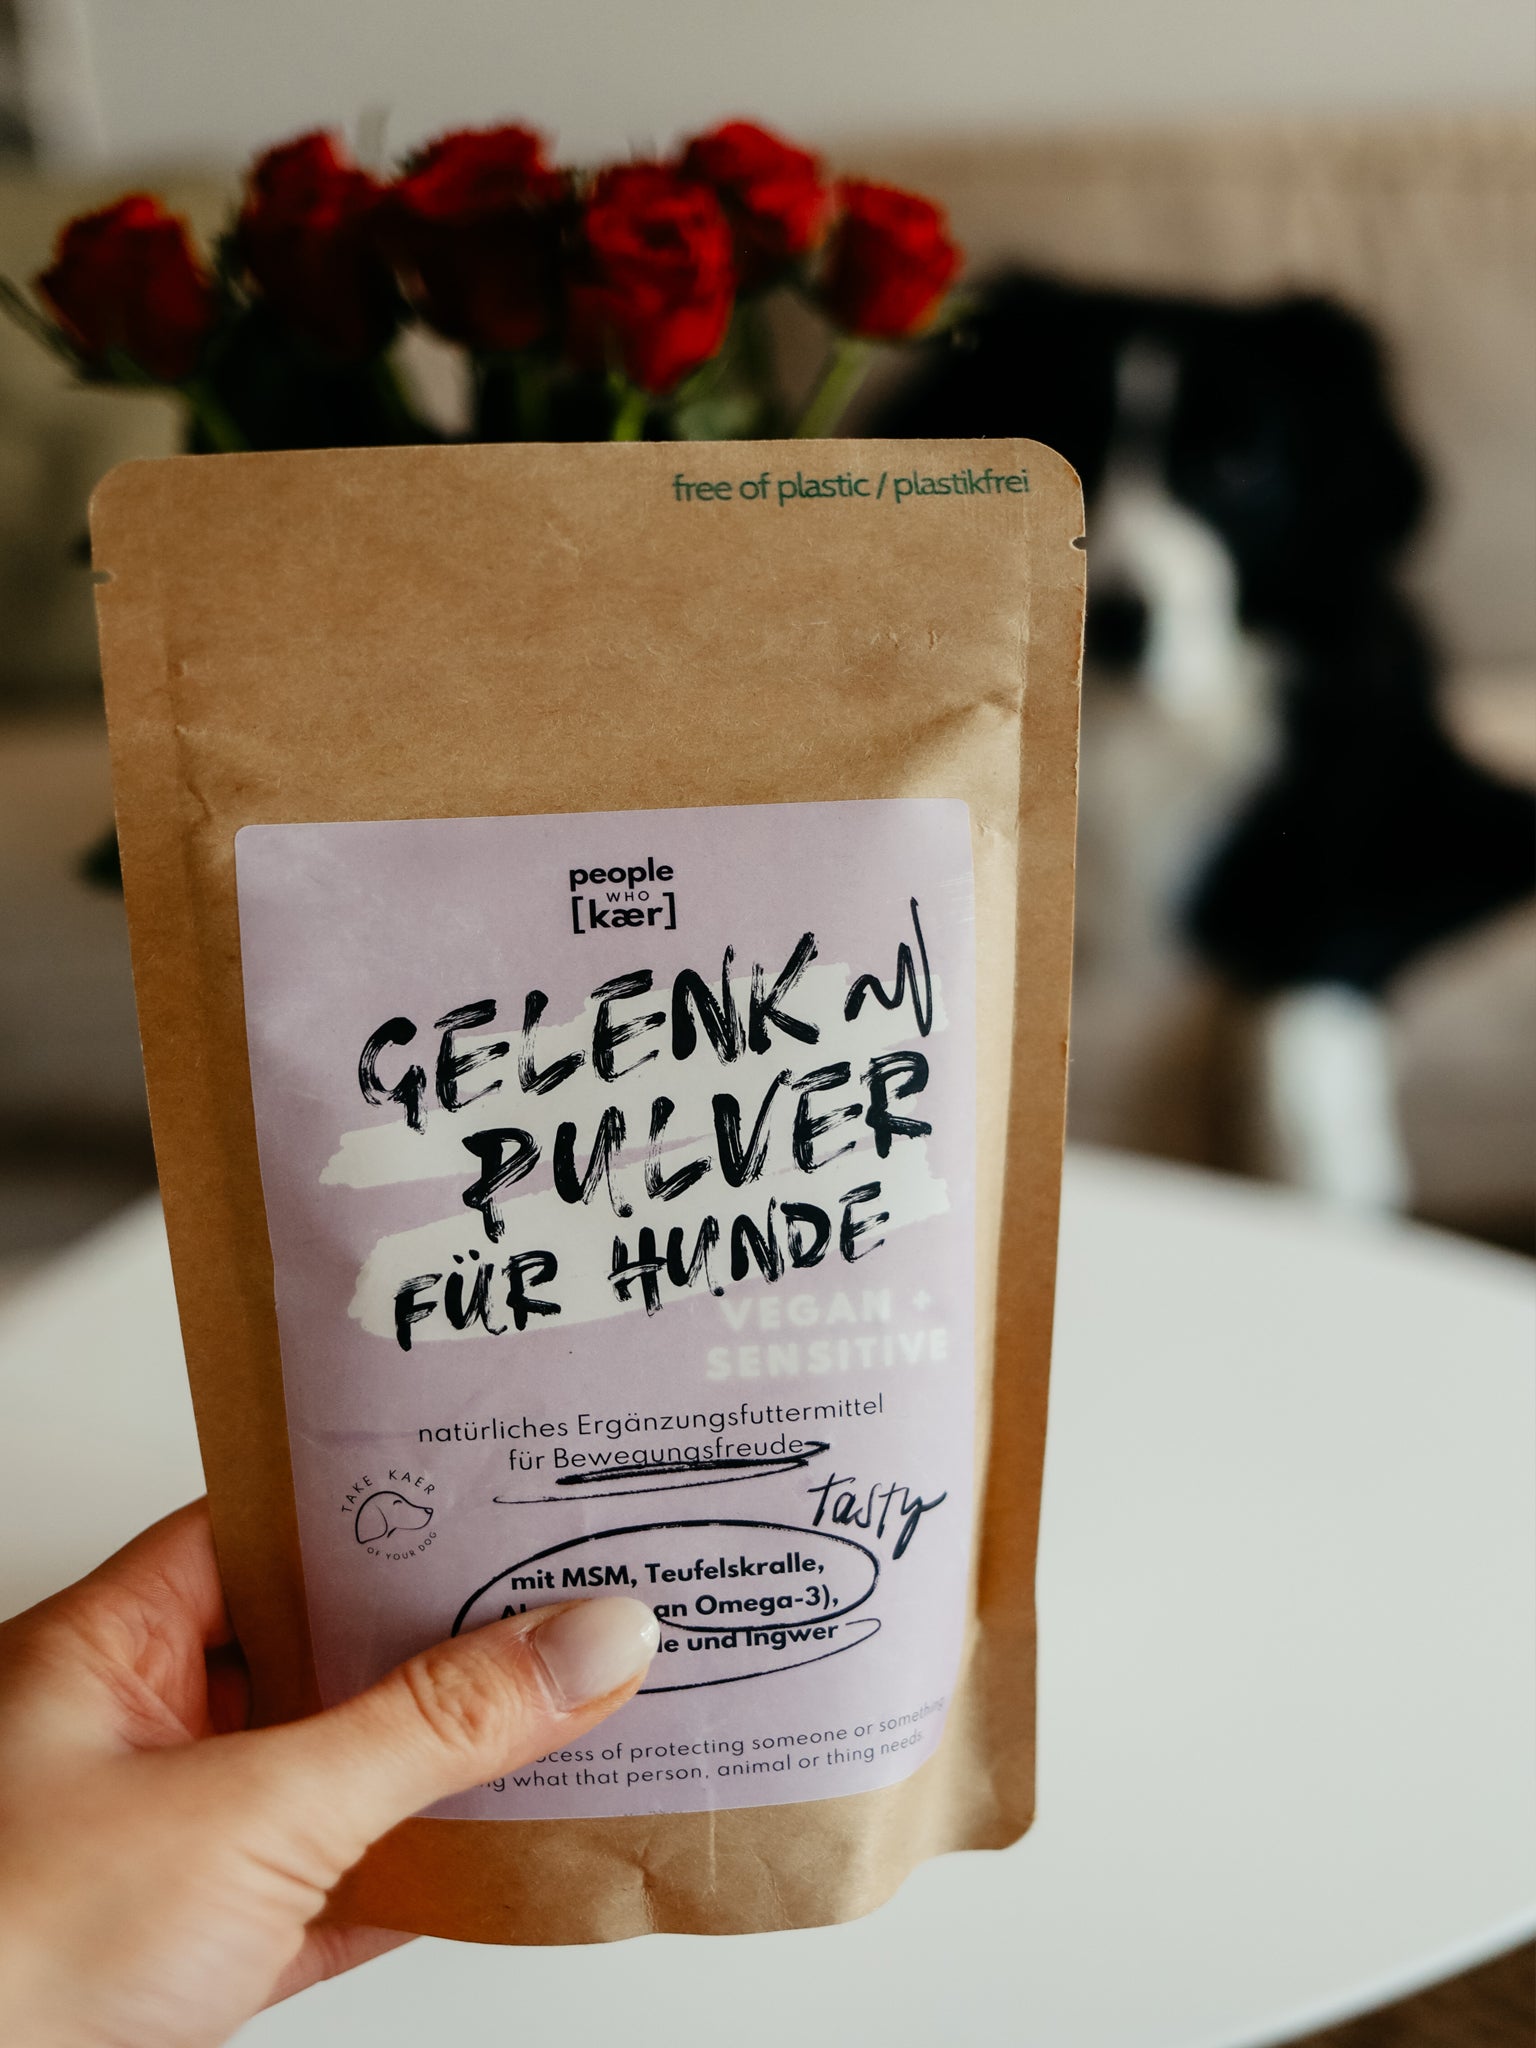 free of plastic / plastikfrei
people
WHO
[kær]
GELENK
PULVER
FÜR HUNDE
VEGAN +
SENSITIVE
natürliches Ergänzungsfuttermittel
für Bewegungsfreude
TAKE KAER
OF YOUR DOG
tasty
mit MSM, Teufelskralle,
Omega-3),
und Ingwer
of protecting someone or something
what that person, animal or thing needs